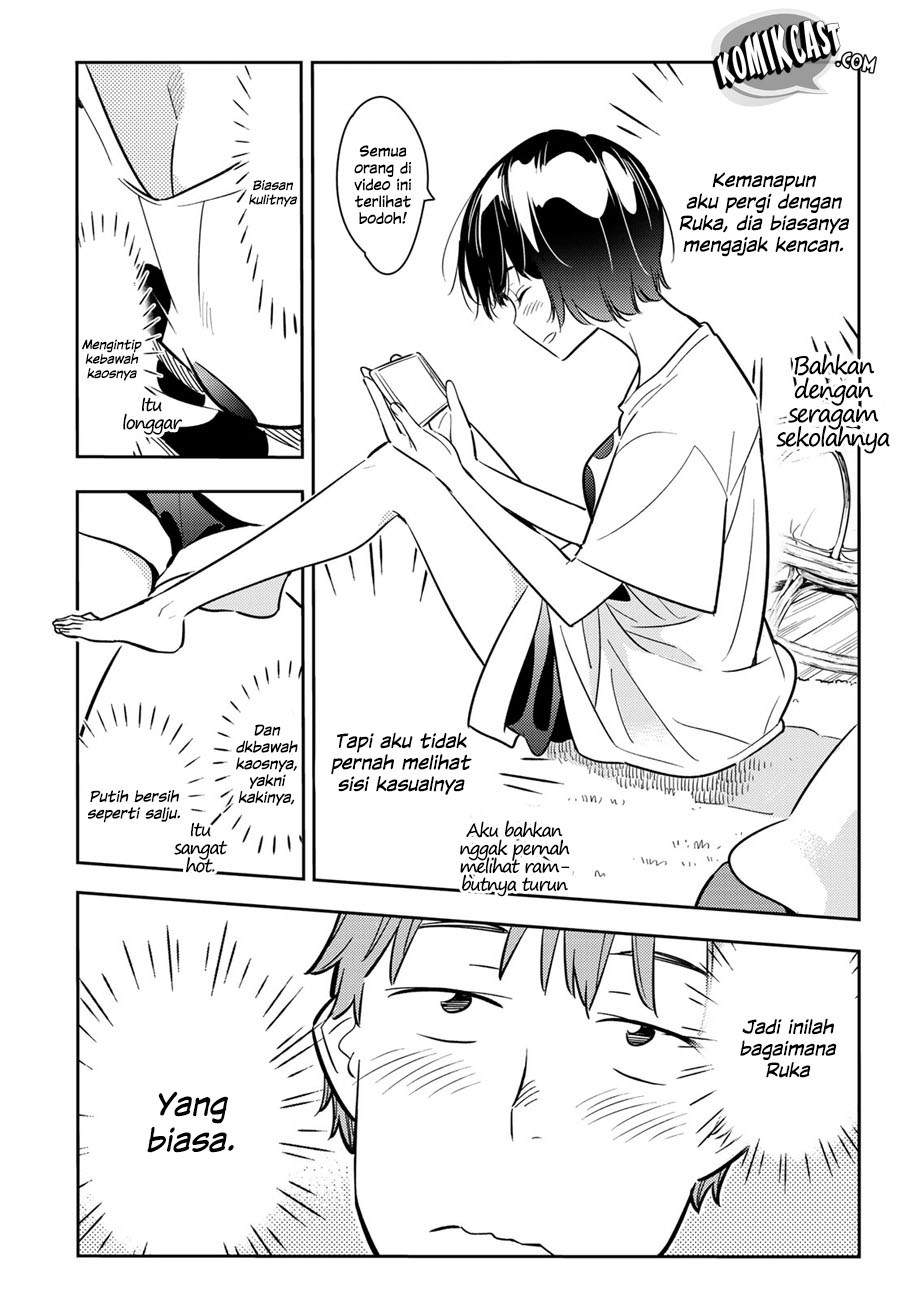 KOMIKCAST
.COM
Semua
orang di
video ini
terlihat
bodoh!
Kemanapun
aku pergi dengan
Ruka, dia biasanya
mengajak kencan.
Bahkan
dengan
seragam
sekolahnya
Tapi aku tidak
pernah melihat
sisi kasualnya
Aku bahkan
nggak pernah
melihat ram-
butnya turun
Biasan
kulitnya
Mengintip
kebawah
kaosnya
Itu
longgar
Dan
dkbawah
kaosnya,
yakni
kakinya,
Putih bersih
seperti salju.
Itu
sangat
hot.
Jadi inilah
bagaimana
Ruka
Yang
biasa.